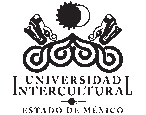 UNIVERSIDAD
INTERCULTURAL
ESTADO DE MÉXICO